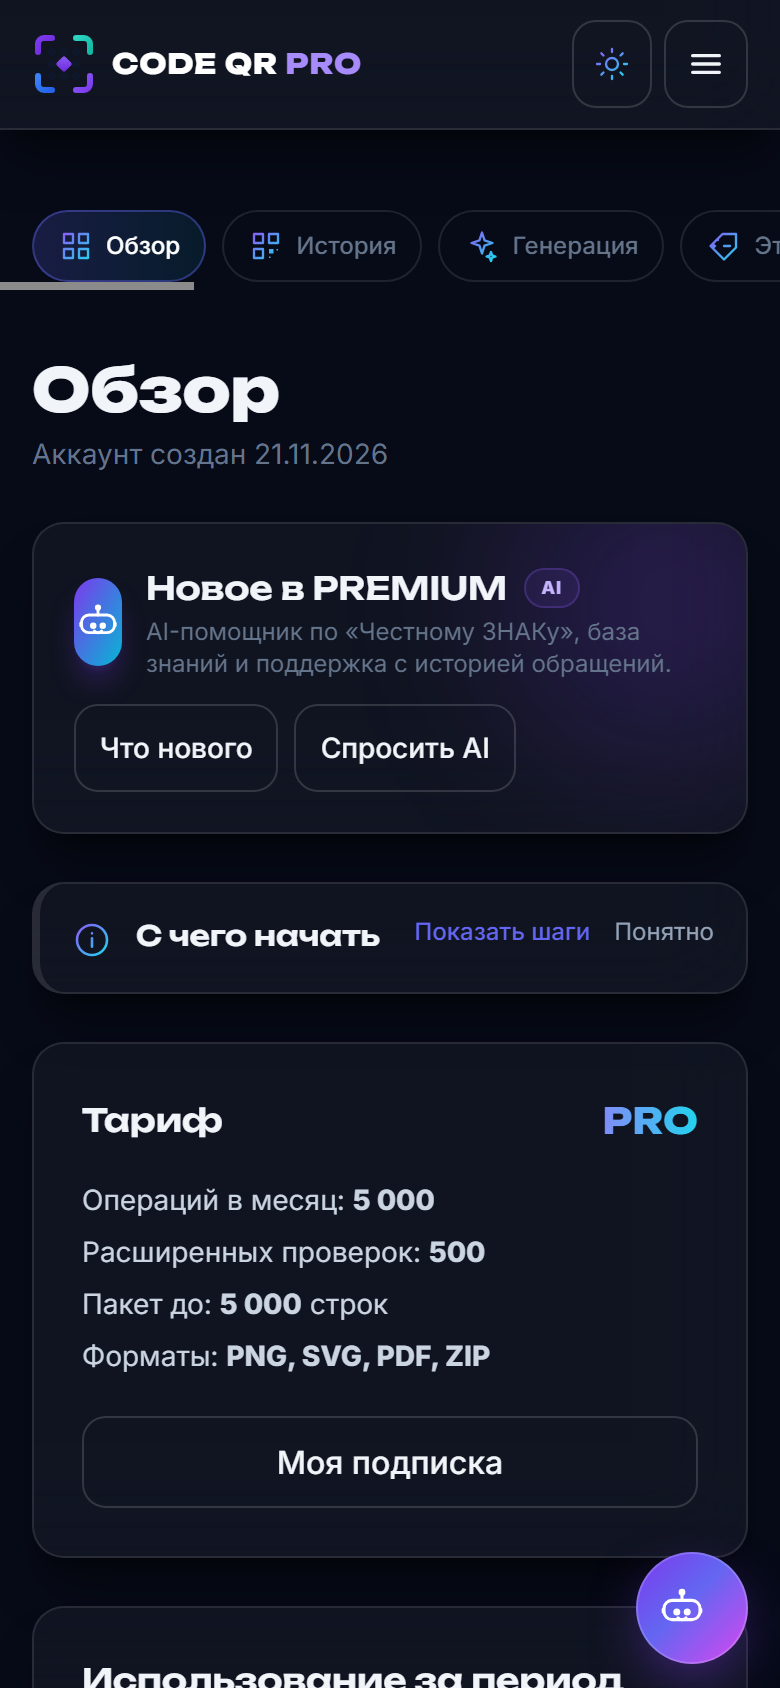 CODE QR PRO
Обзор
История
Генерация
Эт
Обзор
Аккаунт создан 21.11.2026
Новое в PREMIUM AI
AI-помощник по «Честному ЗНАКу», база
знаний и поддержка с историей обращений.
Что нового
Спросить AI
С чего начать
Показать шаги
Понятно
Тариф
PRO
Операций в месяц: 5 000
Расширенных проверок: 500
Пакет до: 5 000 строк
Форматы: PNG, SVG, PDF, ZIP
Моя подписка
Использование за период